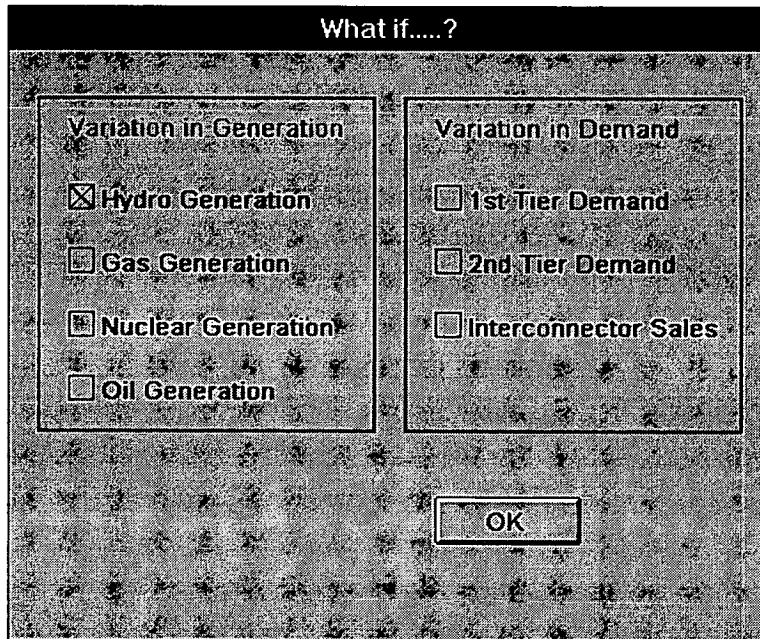 What if.....?
Variation in Generation
Hydro Generation
Gas Generation
Nuclear Generation
Oil Generation
Variation in Demand
1st Tier Demand
2nd Tier Demand
Interconnector Sales
OK